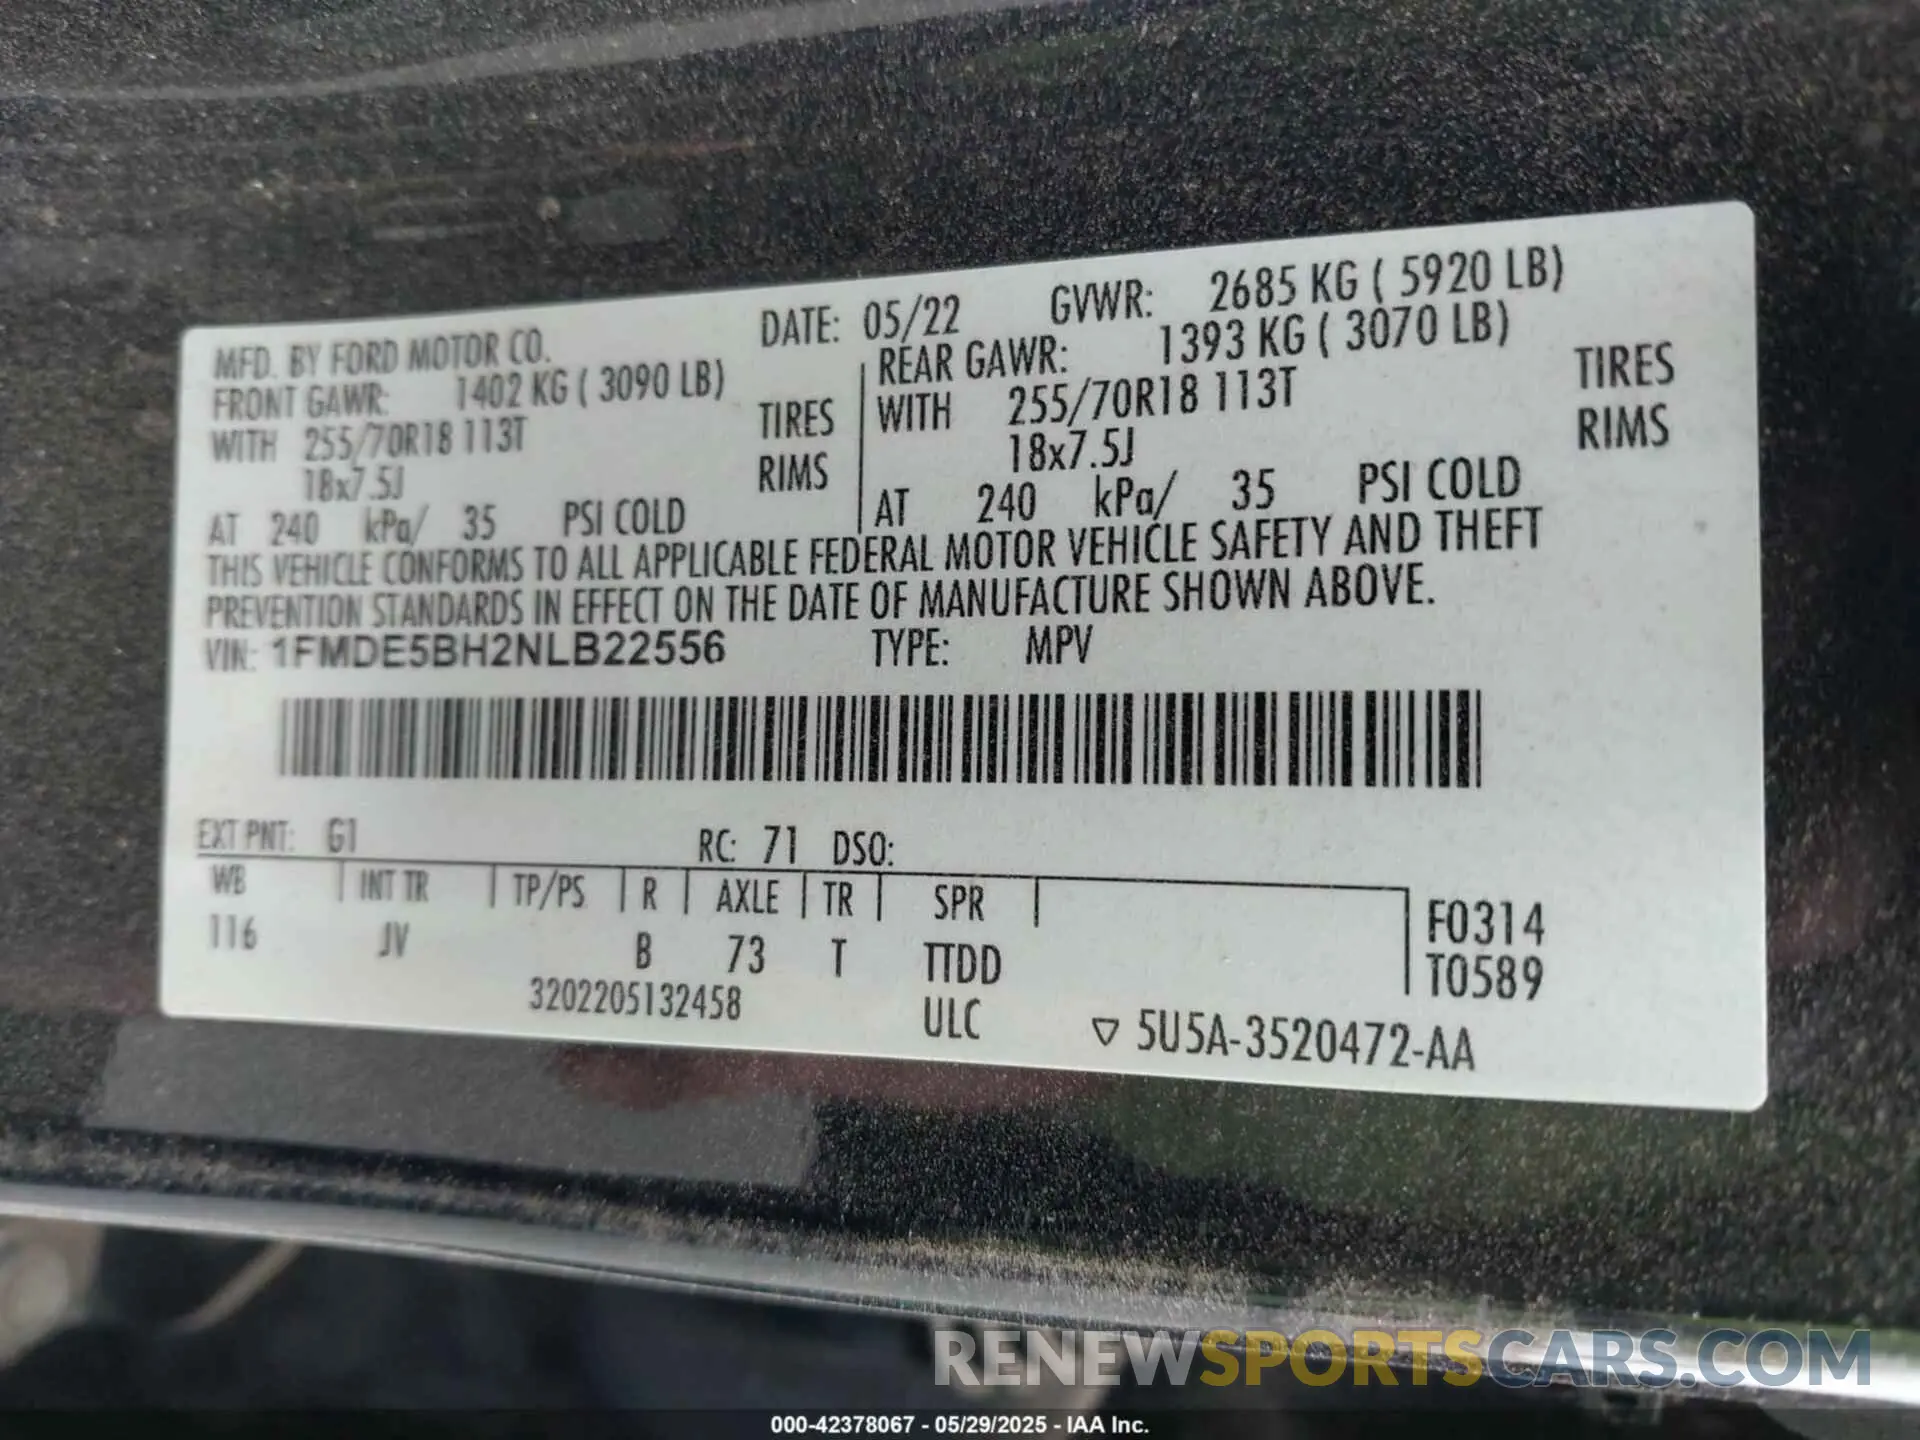 MFD. BY FORD MOTOR CO. DATE: 05/22 GVWR: 2685 KG ( 5920 LB)
FRONT GAWR: 1402 KG ( 3090 LB) REAR GAWR: 1393 KG ( 3070 LB)
WITH 255/70R18 113T TIRES WITH 255/70R18 113T TIRES
18x7.5J RIMS 18x7.5J RIMS
AT 240 kPa/ 35 PSI COLD AT 240 kPa/ 35 PSI COLD
THIS VEHICLE CONFORMS TO ALL APPLICABLE FEDERAL MOTOR VEHICLE SAFETY AND THEFT
PREVENTION STANDARDS IN EFFECT ON THE DATE OF MANUFACTURE SHOWN ABOVE.
VIN: 1FMDE5BH2NLB22556 TYPE: MPV
EXT PNT: G1 RC: 71 DSO:
WB INT TR TP/PS R AXLE TR SPR F0314
116 JV B 73 T TTDD T0589
3202205132458 ULC ▽ 5U5A-3520472-AA
RENEWSPORTSCARS.COM
000-42378067 - 05/29/2025 - IAA Inc.